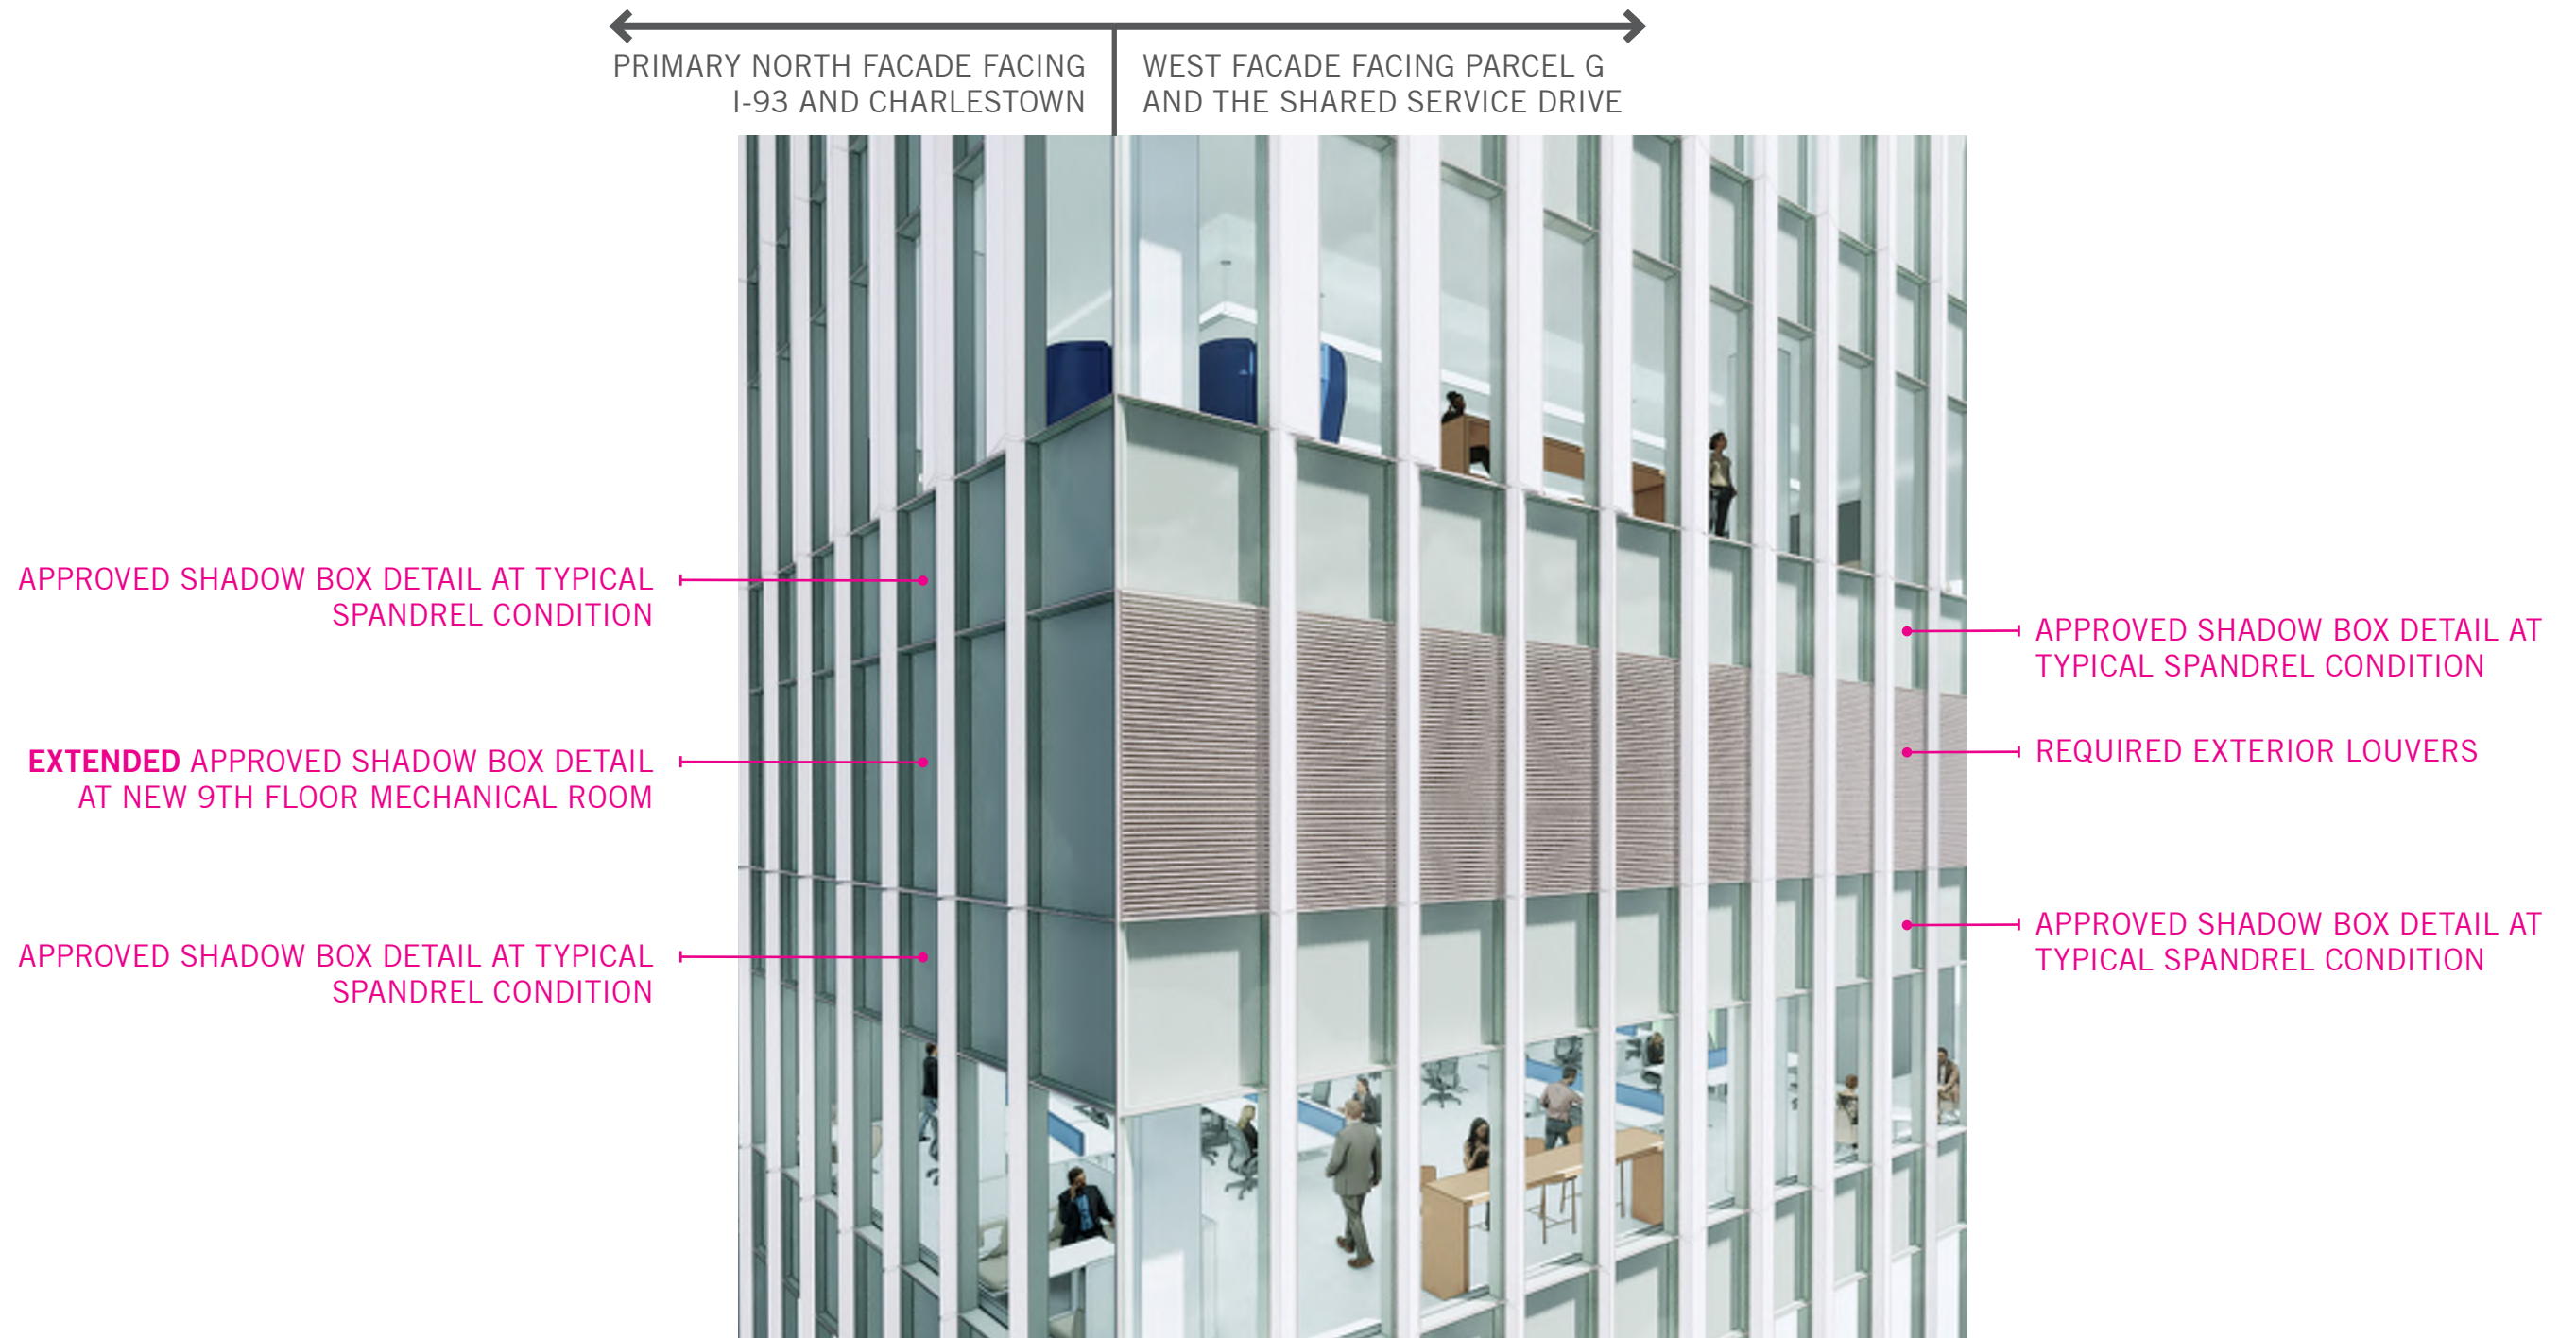 PRIMARY NORTH FACADE FACING
I-93 AND CHARLESTOWN
WEST FACADE FACING PARCEL G
AND THE SHARED SERVICE DRIVE
APPROVED SHADOW BOX DETAIL AT TYPICAL
SPANDREL CONDITION
EXTENDED APPROVED SHADOW BOX DETAIL
AT NEW 9TH FLOOR MECHANICAL ROOM
APPROVED SHADOW BOX DETAIL AT TYPICAL
SPANDREL CONDITION
APPROVED SHADOW BOX DETAIL AT
TYPICAL SPANDREL CONDITION
REQUIRED EXTERIOR LOUVERS
APPROVED SHADOW BOX DETAIL AT
TYPICAL SPANDREL CONDITION